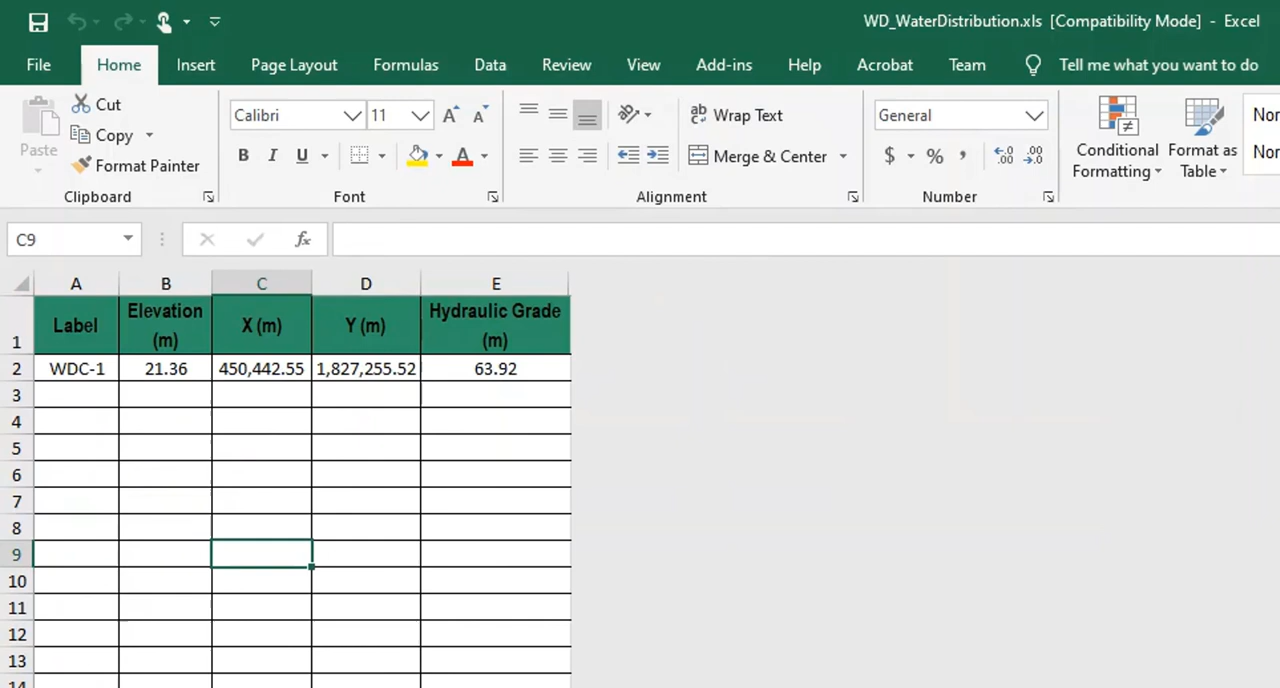 WD_WaterDistribution.xls [Compatibility Mode] - Excel
File Home Insert Page Layout Formulas Data Review View Add-ins Help Acrobat Team Tell me what you want to do
Paste
Cut
Copy
Format Painter
Clipboard
Calibri 11
B I U
Font
Wrap Text
Merge & Center
Alignment
General
$ % ,
Number
Conditional
Formatting
Format as
Table
Nor
Nor
C9 fx
A B C D E
Label Elevation (m) X (m) Y (m) Hydraulic Grade (m)
1
2 WDC-1 21.36 450,442.55 1,827,255.52 63.92
3
4
5
6
7
8
9
10
11
12
13
14